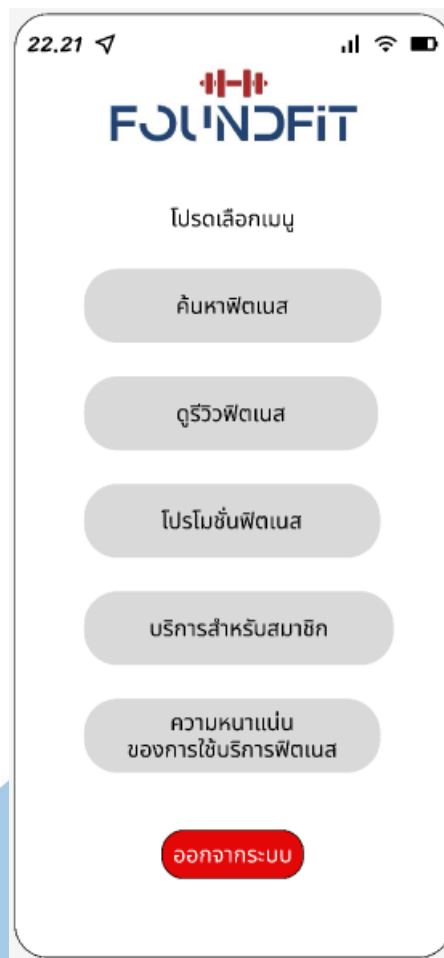 22.21
FOUNDFiT
โปรดเลือกเมนู
ค้นหาฟิตเนส
ดูรีวิวฟิตเนส
โปรโมชั่นฟิตเนส
บริการสำหรับสมาชิก
ความหนาแน่น
ของการใช้บริการฟิตเนส
ออกจากระบบ